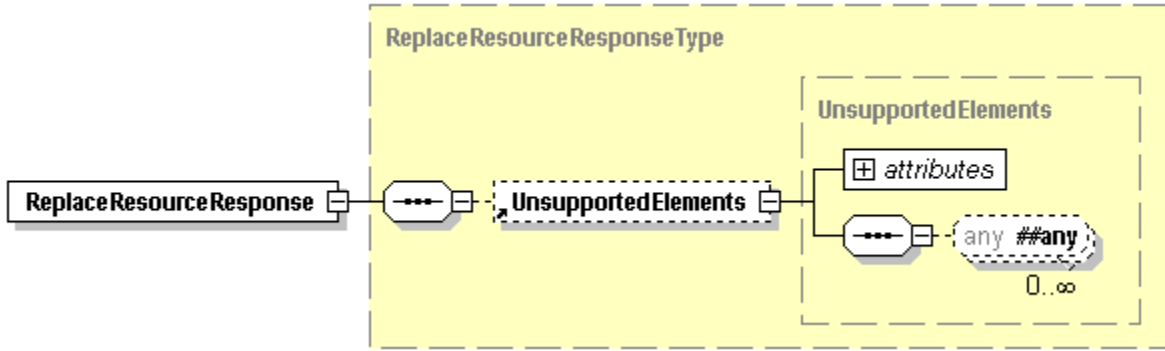 ReplaceResourceResponseType
UnsupportedElements
attributes
ReplaceResourceResponse
UnsupportedElements
any ##any
0..∞